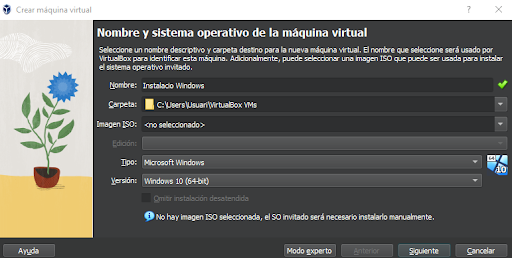 Crear máquina virtual
Nombre y sistema operativo de la máquina virtual
Seleccione un nombre descriptivo y carpeta destino para la nueva máquina virtual. El nombre que seleccione será usado por
VirtualBox para identificar esta máquina. Adicionalmente, puede seleccionar una imagen ISO que puede ser usada para instalar
el sistema operativo invitado.
Nombre: Instalacio Windows
Carpeta: C:\Users\Usuari\VirtualBox VMs
Imagen ISO: <no seleccionado>
Edición:
Tipo: Microsoft Windows
64 10
Versión: Windows 10 (64-bit)
Omitir instalación desatendida
No hay imagen ISO seleccionada, el SO invitado será necesario instalarlo manualmente.
Ayuda Modo experto Anterior Siguiente Cancelar